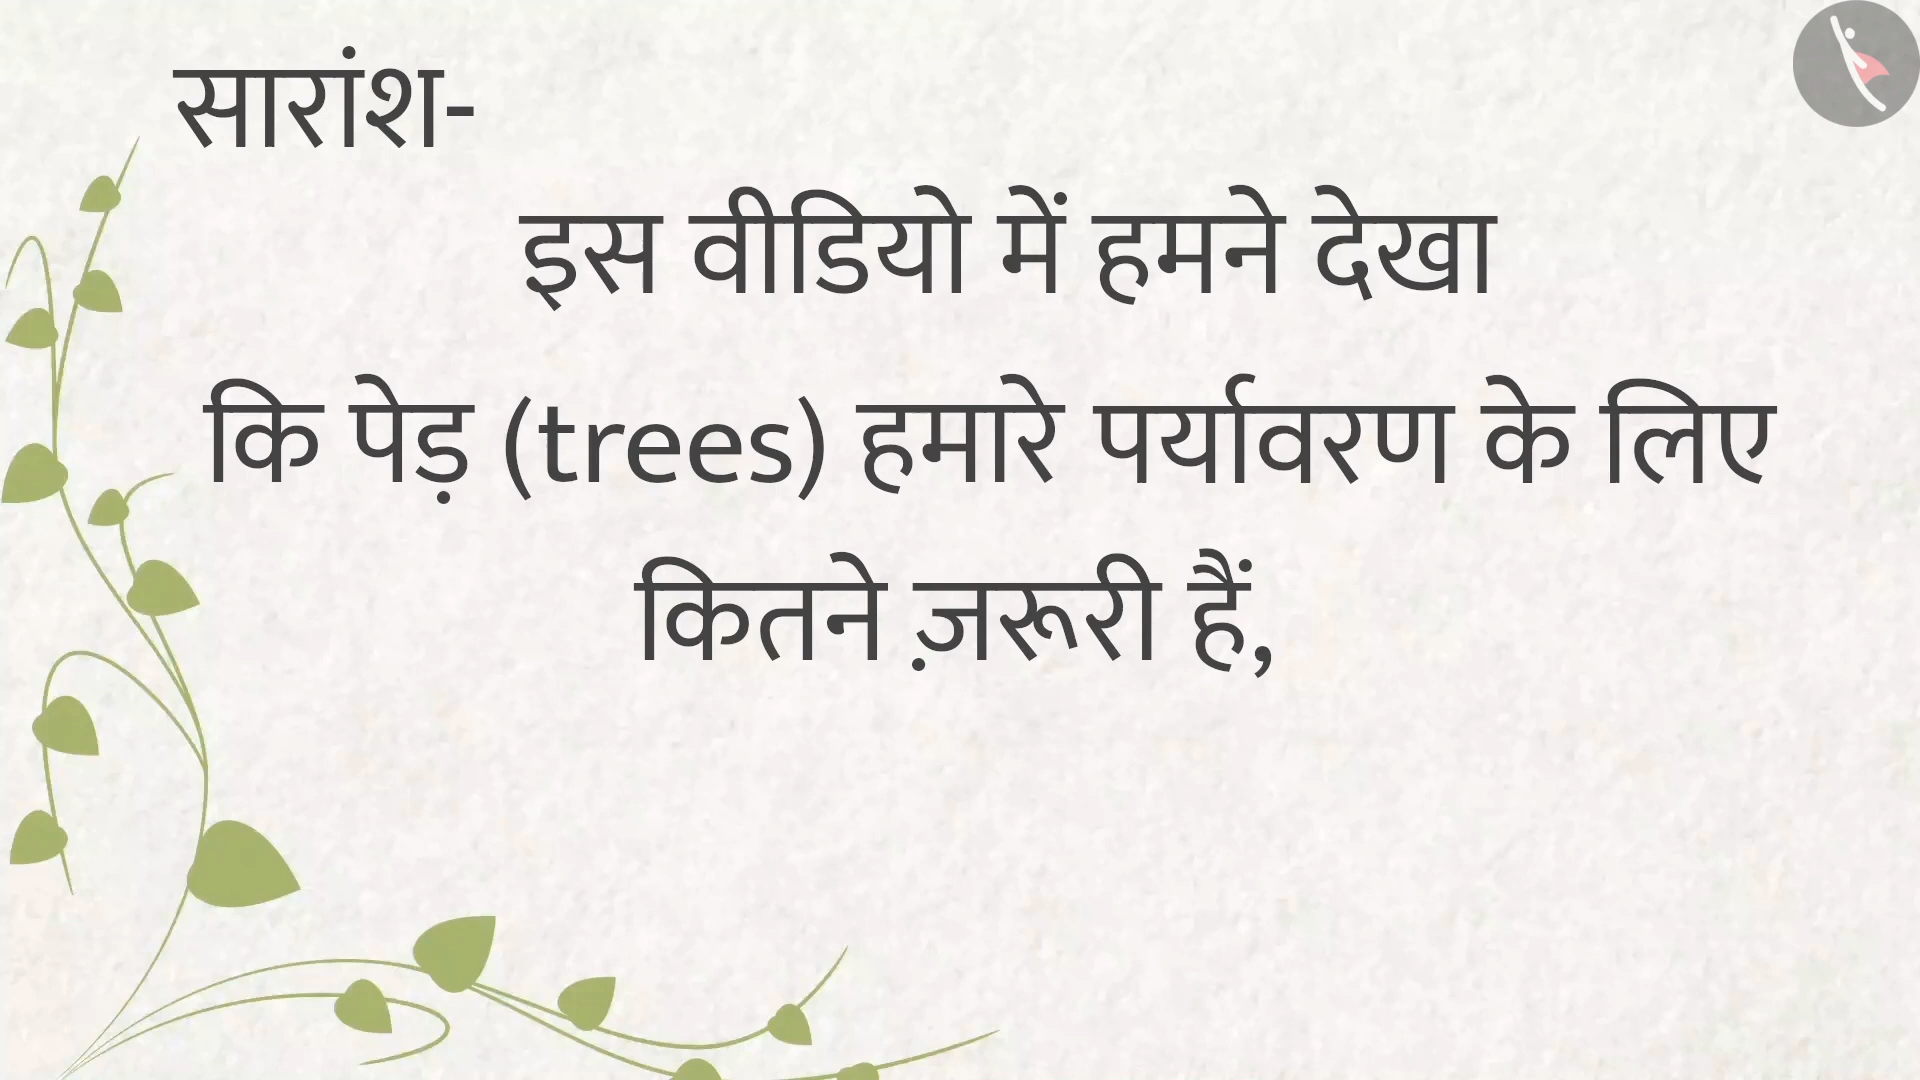 सारांश-
इस वीडियो में हमने देखा
कि पेड़ (trees) हमारे पर्यावरण के लिए
कितने ज़रूरी हैं,